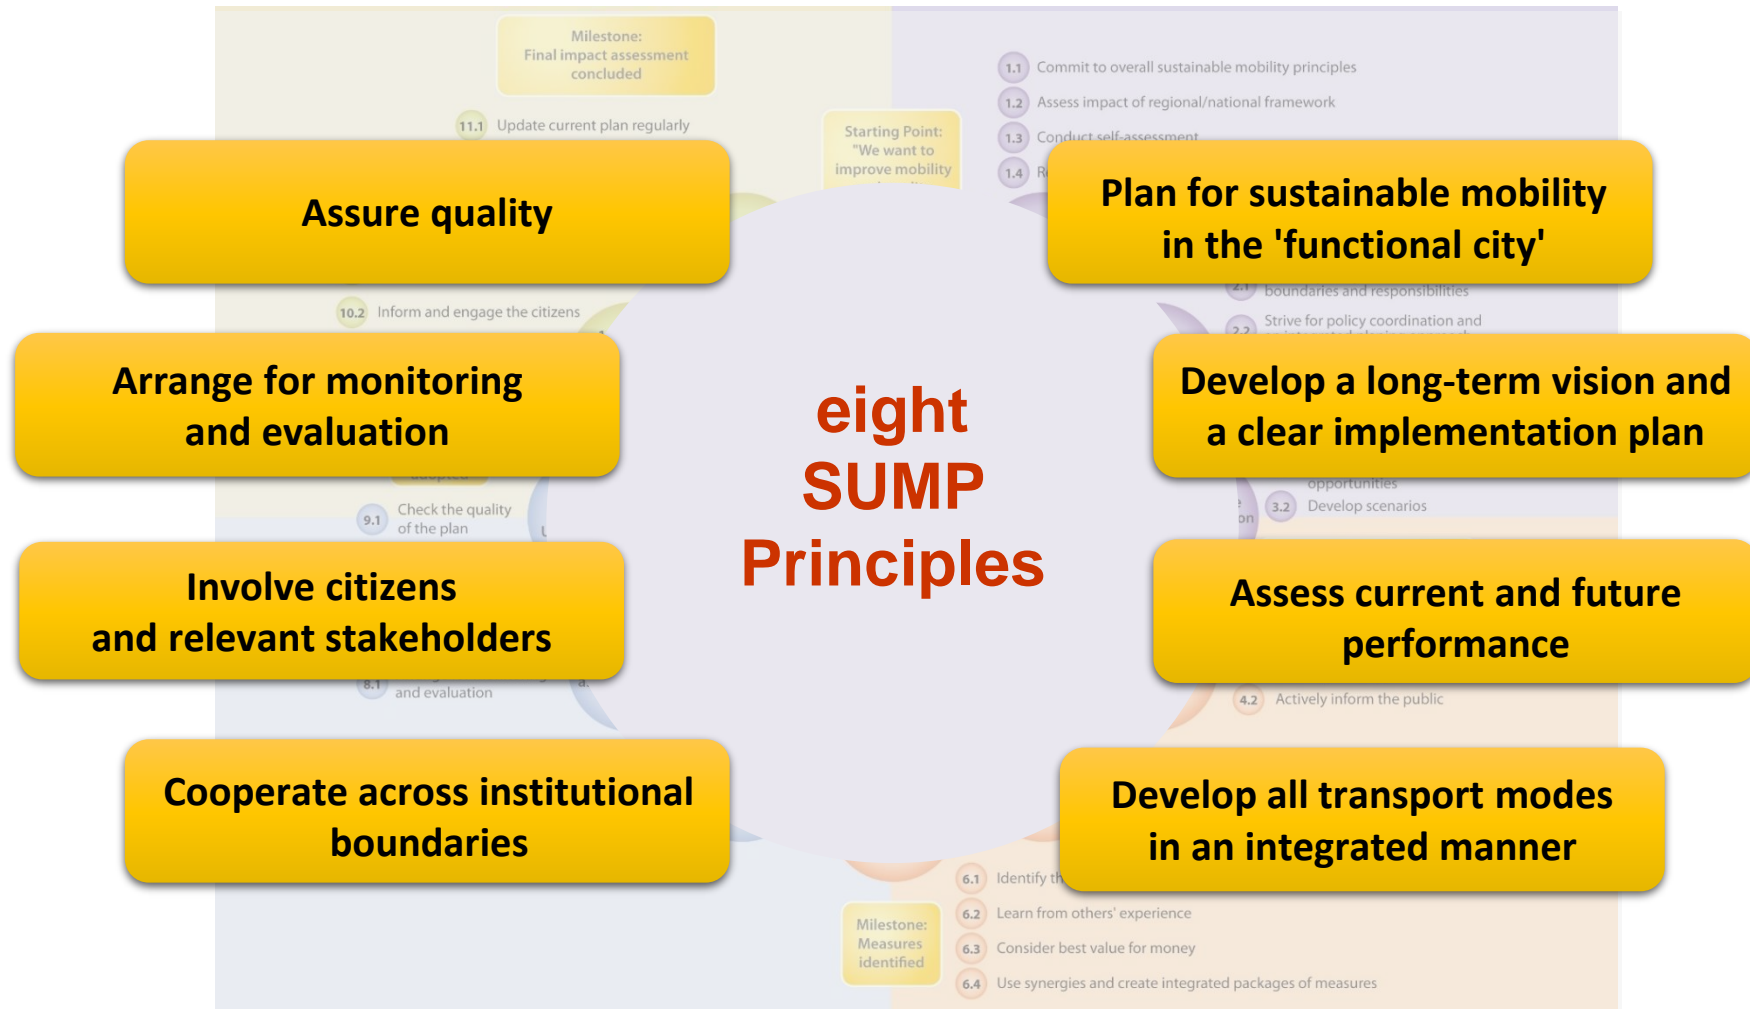 Milestone:
Final impact assessment
concluded
11.1 Update current plan regularly
Starting Point:
"We want to
improve mobility
1.1 Commit to overall sustainable mobility principles
1.2 Assess impact of regional/national framework
1.3 Conduct self-assessment
1.4
Assure quality
Plan for sustainable mobility
in the 'functional city'
10.2 Inform and engage the citizens
2.1 boundaries and responsibilities
2.2 Strive for policy coordination and
Arrange for monitoring
and evaluation
eight
SUMP
Principles
Develop a long-term vision and
a clear implementation plan
opportunities
3.2 Develop scenarios
9.1 Check the quality
of the plan
Involve citizens
and relevant stakeholders
Assess current and future
performance
8.1 and evaluation
4.2 Actively inform the public
Cooperate across institutional
boundaries
Develop all transport modes
in an integrated manner
6.1 Identify
6.2 Learn from others' experience
6.3 Consider best value for money
6.4 Use synergies and create integrated packages of measures
Milestone:
Measures
identified